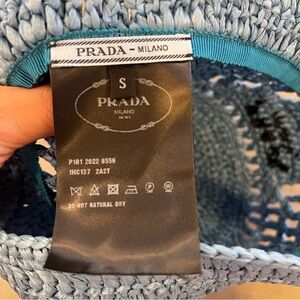 PRADA - MILANO
S
PRADA
MILANO
P101 2022 0559
1HC137 2A2T
DO NOT NATURAL DRY